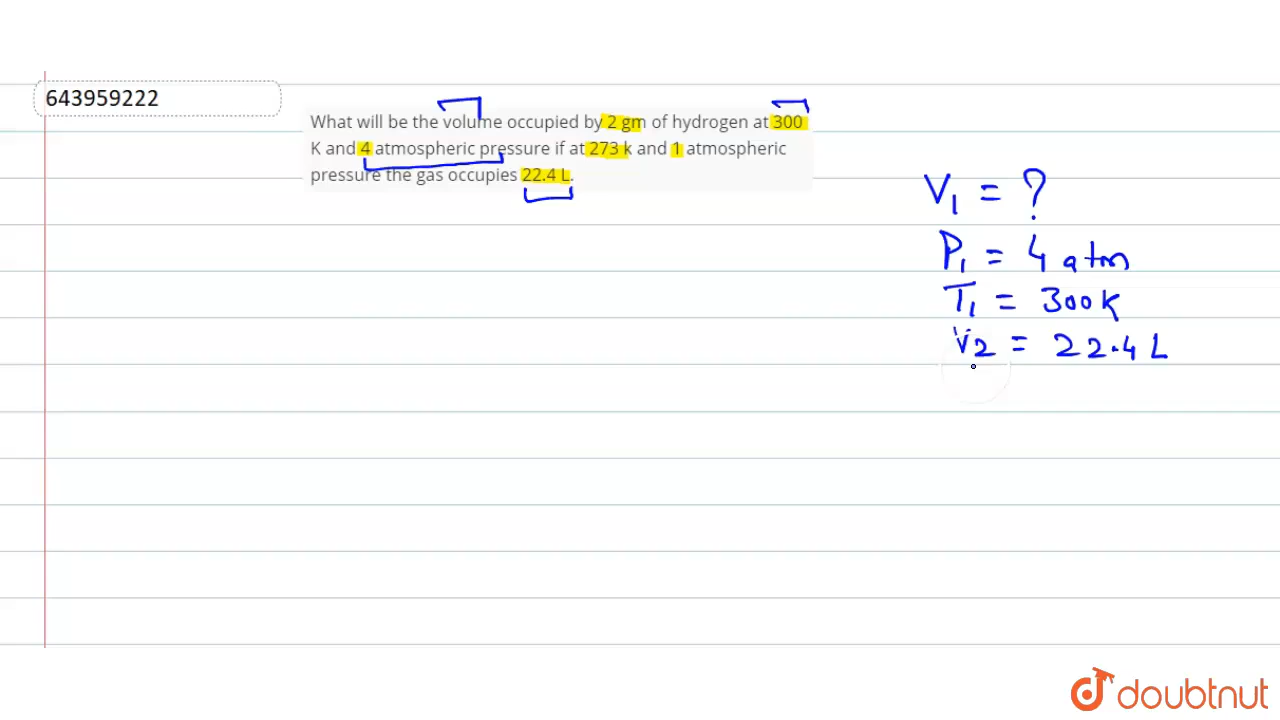 643959222
What will be the volume occupied by 2 gm of hydrogen at 300
K and 4 atmospheric pressure if at 273 k and 1 atmospheric
pressure the gas occupies 22.4 L.
V1 = ?
P1 = 4 atm
T1 = 300K
V2 = 22.4 L
doubtnut